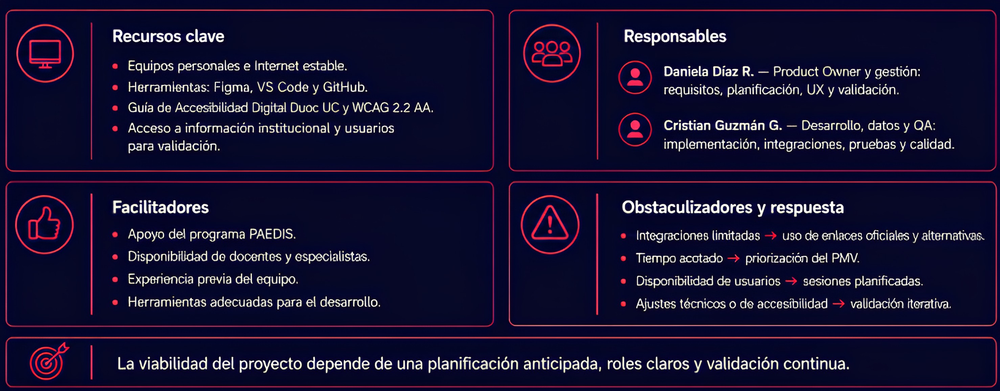 Recursos clave
• Equipos personales e Internet estable.
• Herramientas: Figma, VS Code y GitHub.
• Guía de Accesibilidad Digital Duoc UC y WCAG 2.2 AA.
• Acceso a información institucional y usuarios
para validación.
Responsables
Daniela Díaz R. — Product Owner y gestión:
requisitos, planificación, UX y validación.
Cristian Guzmán G. — Desarrollo, datos y QA:
implementación, integraciones, pruebas y calidad.
Facilitadores
• Apoyo del programa PAEDIS.
• Disponibilidad de docentes y especialistas.
• Experiencia previa del equipo.
• Herramientas adecuadas para el desarrollo.
Obstaculizadores y respuesta
• Integraciones limitadas → uso de enlaces oficiales y alternativas.
• Tiempo acotado → priorización del PMV.
• Disponibilidad de usuarios → sesiones planificadas.
• Ajustes técnicos o de accesibilidad → validación iterativa.
La viabilidad del proyecto depende de una planificación anticipada, roles claros y validación continua.